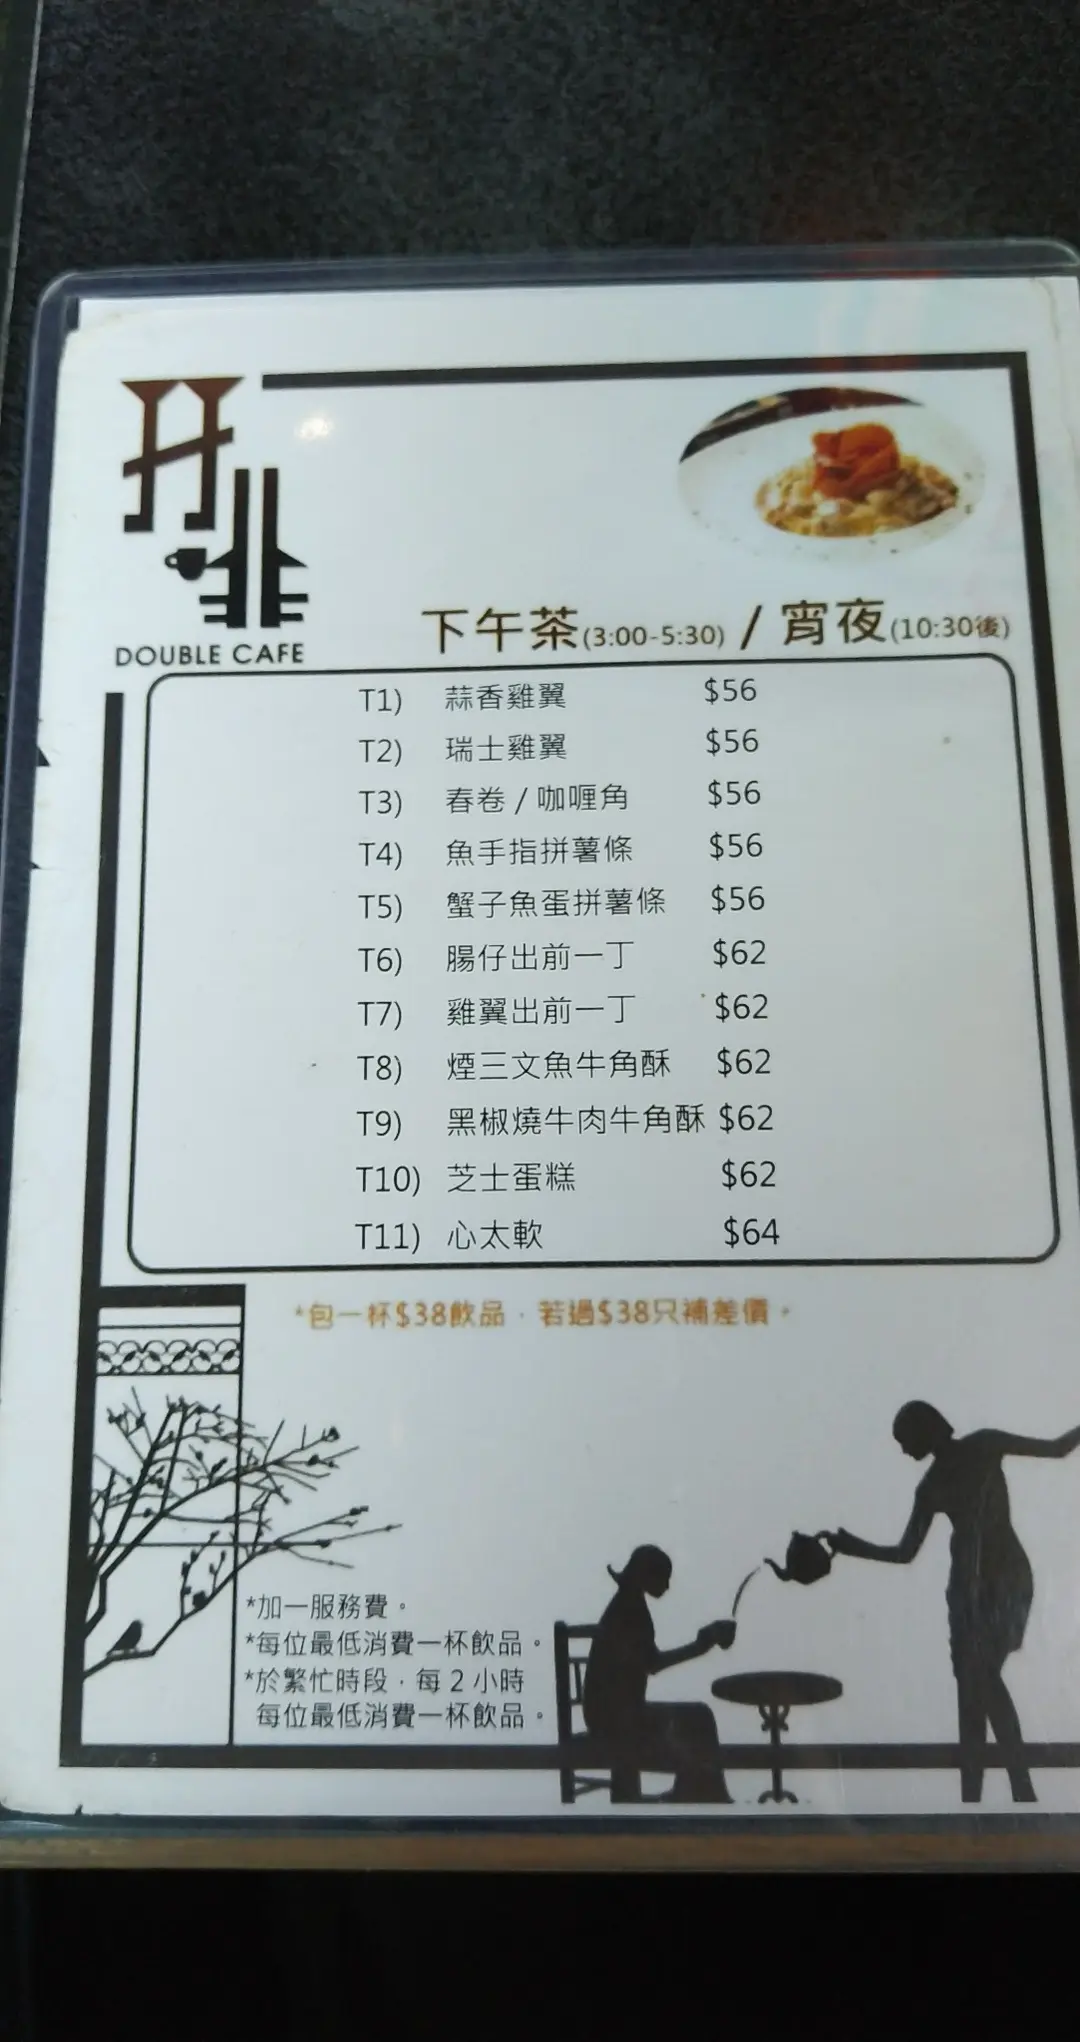 DOUBLE CAFE
下午茶(3:00-5:30) / 宵夜(10:30後)
T1) 蒜香雞翼 $56
T2) 瑞士雞翼 $56
T3) 春卷 / 咖喱角 $56
T4) 魚手指拼薯條 $56
T5) 蟹子魚蛋拼薯條 $56
T6) 腸仔出前一丁 $62
T7) 雞翼出前一丁 $62
T8) 煙三文魚牛角酥 $62
T9) 黑椒燒牛肉牛角酥 $62
T10) 芝士蛋糕 $62
T11) 心太軟 $64
*包一杯$38飲品，若過$38只補差價。
*加一服務費。
*每位最低消費一杯飲品。
*於繁忙時段，每 2 小時
每位最低消費一杯飲品。